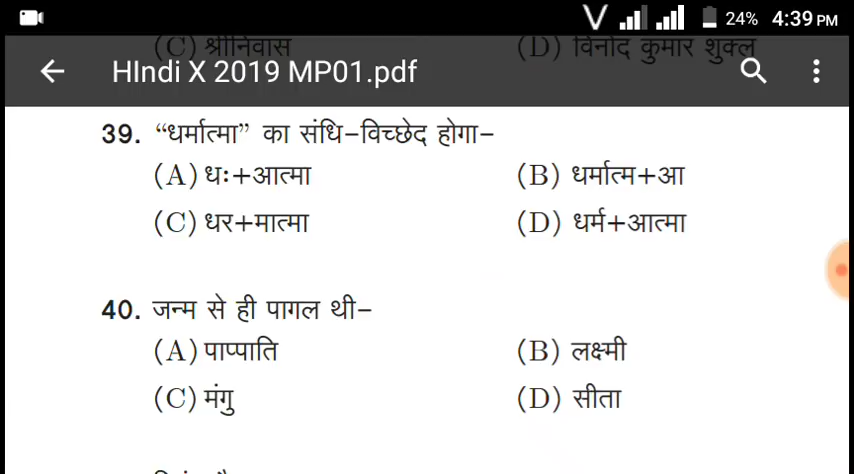 24% 4:39 PM
(C) श्रीनिवास (D) विनोद कुमार शुक्ल
HIndi X 2019 MP01.pdf
39. “धर्मात्मा” का संधि-विच्छेद होगा-
(A) धः+आत्मा (B) धर्मात्म+आ
(C) धर+मात्मा (D) धर्म+आत्मा
40. जन्म से ही पागल थी-
(A) पाप्पाति (B) लक्ष्मी
(C) मंगु (D) सीता